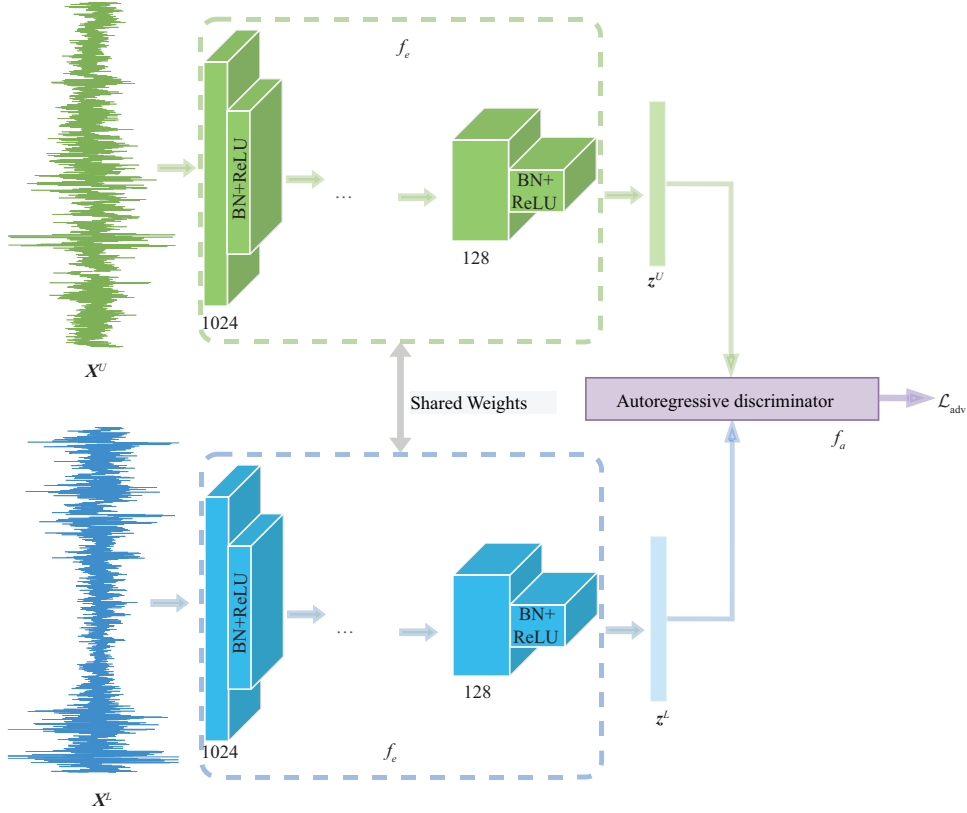 f_e
BN+ReLU
...
BN+
ReLU
128
1024
z^U
X^U
Shared Weights
Autoregressive discriminator
ℒ_adv
f_a
BN+ReLU
...
BN+
ReLU
128
1024
f_e
z^L
X^L